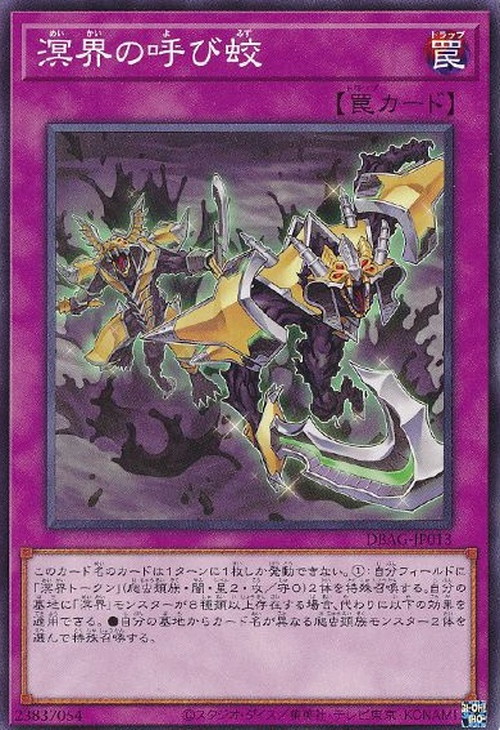 溟界の呼び蛟
罠
トラップ
【罠カード】
DBAG-JP013
このカード名のカードは1ターンに1枚しか発動できない。①:自分フィールドに
「溟界トークン」(爬虫類族・闇・星2・攻/守0)2体を特殊召喚する。自分の
墓地に「溟界」モンスターが8種類以上存在する場合、代わりに以下の効果を
適用できる。●自分の墓地からカード名が異なる爬虫類族モンスター2体を
選んで特殊召喚する。
23837054
©スタジオ・ダイス/集英社・テレビ東京・KONAMI